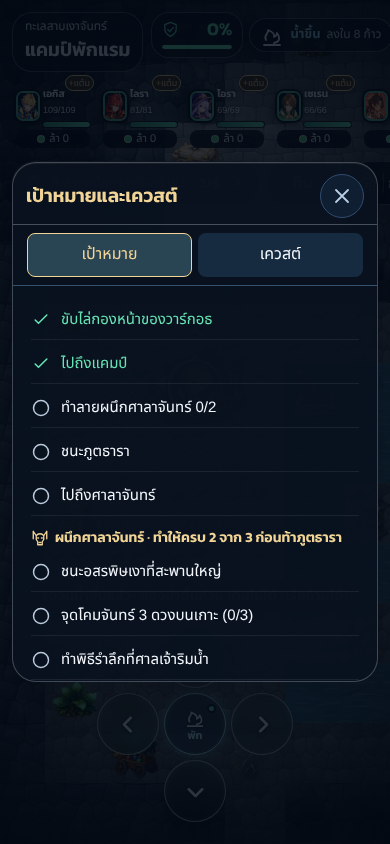 ทะเลสาบเงาจันทร์
แคมป์พักแรม
0%
น้ำขึ้น ลงใน 8 ก้าว
+แต้ม +แต้ม +แต้ม +แต้ม
เอทิส ไลรา ไอรา เซเรน
109/109 81/81 69/69 66/66
ล้า 0 ล้า 0 ล้า 0 ล้า 0
เป้าหมายและเควสต์
เป้าหมาย เควสต์
ขับไล่กองหน้าของวาร์กอธ
ไปถึงแคมป์
ทำลายผนึกศาลาจันทร์ 0/2
ชนะภูตธารา
ไปถึงศาลาจันทร์
ผนึกศาลาจันทร์ · ทำให้ครบ 2 จาก 3 ก่อนท้าภูตธารา
ชนะอสรพิษเงาที่สะพานใหญ่
จุดโคมจันทร์ 3 ดวงบนเกาะ (0/3)
ทำพิธีรำลึกที่ศาลเจ้าริมน้ำ
พัก